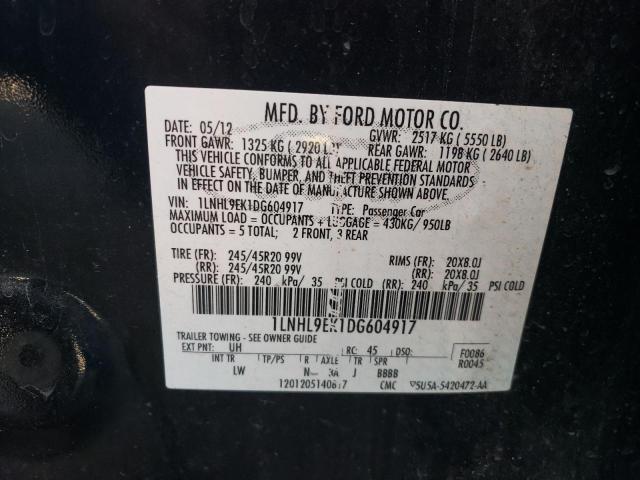 MFD. BY FORD MOTOR CO.
DATE: 05/12 GVWR: 2517 KG ( 5550 LB)
FRONT GAWR: 1325 KG ( 2920 LB) REAR GAWR: 1198 KG ( 2640 LB)
THIS VEHICLE CONFORMS TO ALL APPLICABLE FEDERAL MOTOR
VEHICLE SAFETY, BUMPER, AND THEFT PREVENTION STANDARDS
IN EFFECT ON THE DATE OF MANUFACTURE SHOWN ABOVE.
VIN: 1LNHL9EK1DG604917 TYPE: Passenger Car
MAXIMUM LOAD = OCCUPANTS + LUGGAGE = 430KG/ 950LB
OCCUPANTS = 5 TOTAL; 2 FRONT, 3 REAR
TIRE (FR): 245/45R20 99V RIMS (FR): 20X8.0J
(RR): 245/45R20 99V (RR): 20X8.0J
PRESSURE (FR): 240 kPa/ 35 PSI COLD (RR): 240 kPa/35 PSI COLD
1LNHL9EK1DG604917
TRAILER TOWING - SEE OWNER GUIDE
EXT PNT: UH RC: 45 DSO: F0086
INT TR TP/PS R AXLE TR SPR R0045
LW N J BBBB
CMC